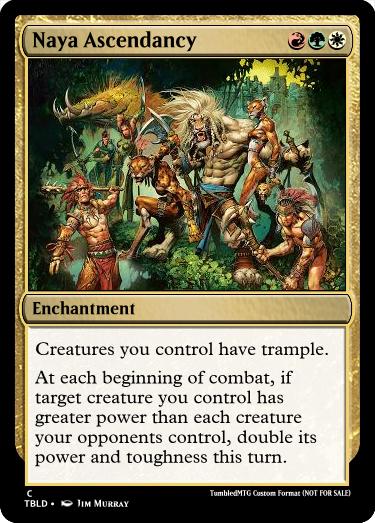 Naya Ascendancy
Enchantment
Creatures you control have trample.
At each beginning of combat, if
target creature you control has
greater power than each creature
your opponents control, double its
power and toughness this turn.
C
TBLD • Jim Murray
TumbledMTG Custom Format (NOT FOR SALE)